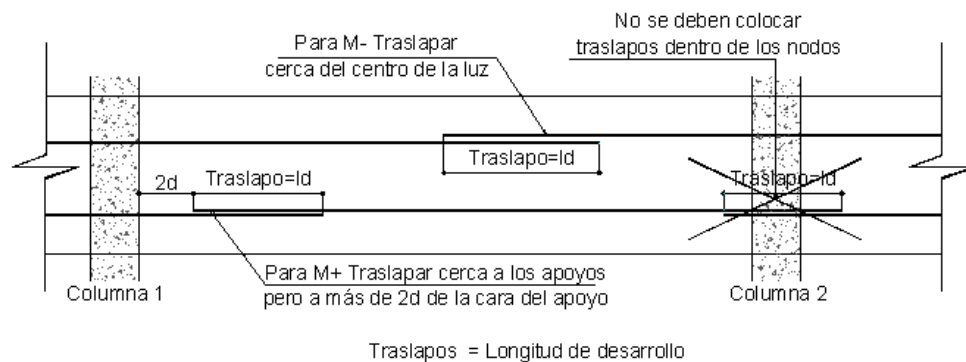 No se deben colocar
traslapos dentro de los nodos
Para M- Traslapar
cerca del centro de la luz
Traslapo=ld
2d
Traslapo=ld
Traslapo=ld
Para M+ Traslapar cerca a los apoyos
pero a más de 2d de la cara del apoyo
Columna 1
Columna 2
Traslapos = Longitud de desarrollo